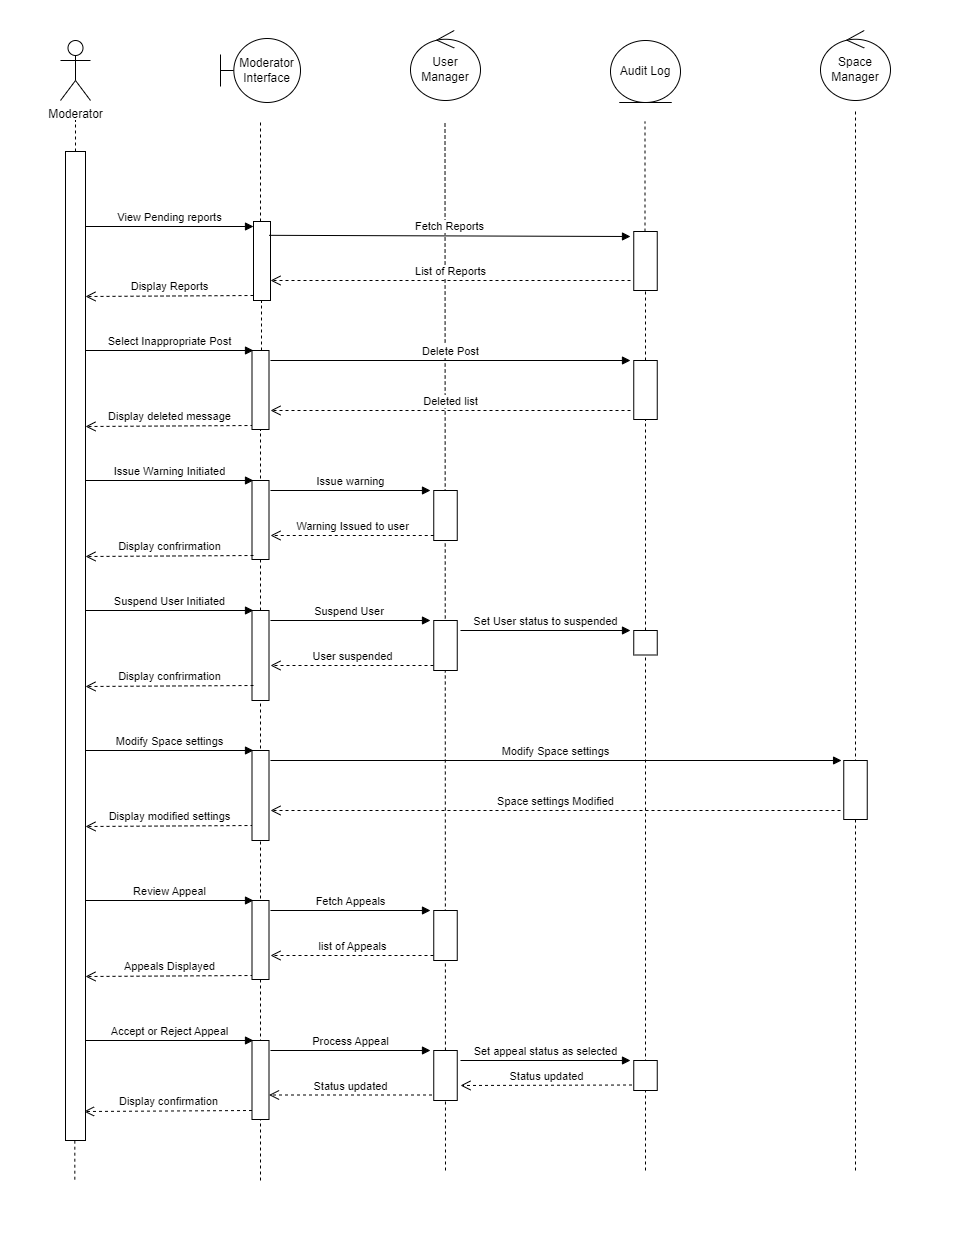 Moderator
Interface
User
Manager
Audit Log
Space
Manager
Moderator
View Pending reports
Fetch Reports
List of Reports
Display Reports
Select Inappropriate Post
Delete Post
Deleted list
Display deleted message
Issue Warning Initiated
Issue warning
Warning Issued to user
Display confrirmation
Suspend User Initiated
Suspend User
Set User status to suspended
User suspended
Display confrirmation
Modify Space settings
Modify Space settings
Space settings Modified
Display modified settings
Review Appeal
Fetch Appeals
list of Appeals
Appeals Displayed
Accept or Reject Appeal
Process Appeal
Set appeal status as selected
Status updated
Status updated
Display confirmation